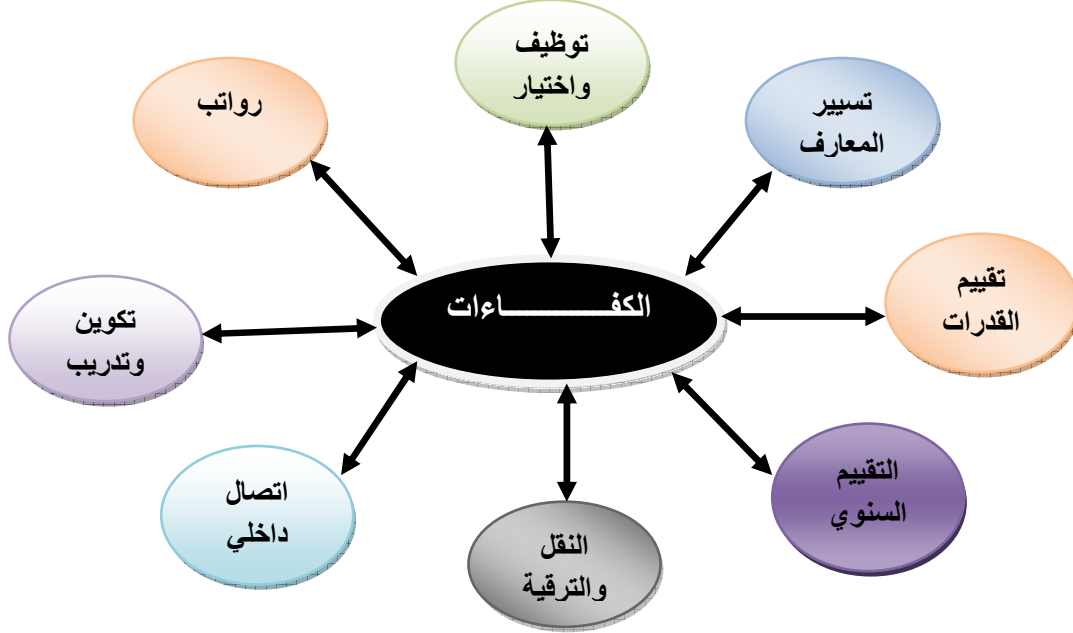 توظيف
واختيار
تسيير
المعارف
رواتب
تقييم
القدرات
الكفـــــــــاءات
تكوين
وتدريب
التقييم
السنوي
اتصال
داخلي
النقل
والترقية